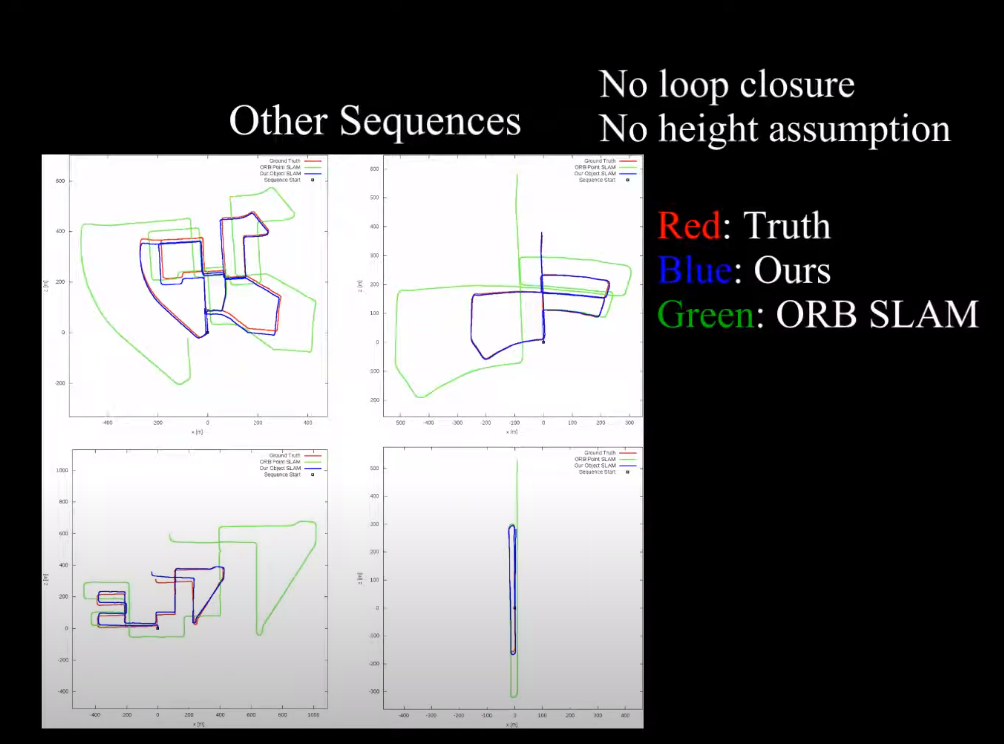 No loop closure
Other Sequences
No height assumption
Red: Truth
Blue: Ours
Green: ORB SLAM
Ground Truth
ORB Point SLAM
Our Object SLAM
Sequence Start
600
400
200
0
-200
-400
-200
0
200
400
x [m]
z [m]
Ground Truth
ORB Point SLAM
Our Object SLAM
Sequence Start
600
500
400
300
200
100
0
500
400
300
200
100
0
100
200
300
x [m]
z [m]
Ground Truth
ORB Point SLAM
Our Object SLAM
Sequence Start
1000
800
600
400
200
0
-200
-400
-400
-200
0
200
400
600
800
1000
x [m]
z [m]
Ground Truth
ORB Point SLAM
Our Object SLAM
Sequence Start
500
400
300
200
100
0
-100
-200
-300
-400
-300
-200
-100
0
100
200
300
400
x [m]
z [m]